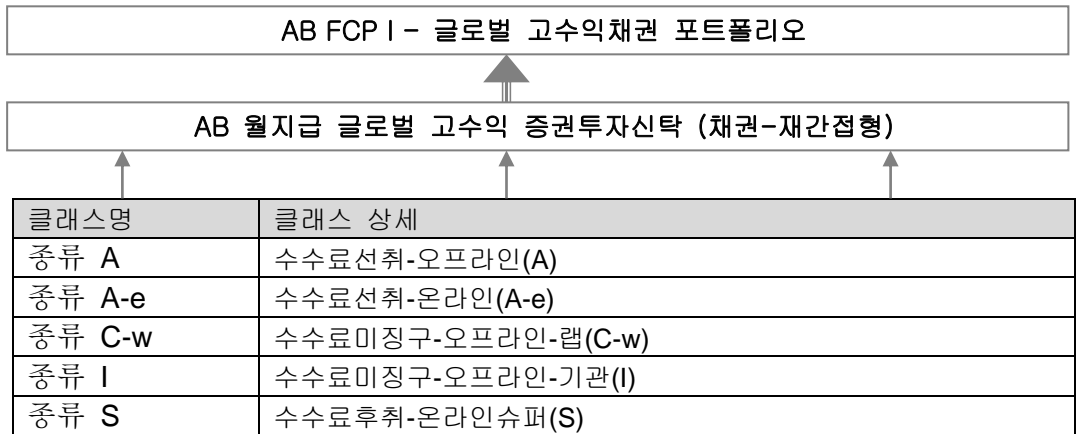 AB FCP I – 글로벌 고수익채권 포트폴리오
AB 월지급 글로벌 고수익 증권투자신탁 (채권-재간접형)
클래스명 클래스 상세
종류 A 수수료선취-오프라인(A)
종류 A-e 수수료선취-온라인(A-e)
종류 C-w 수수료미징구-오프라인-랩(C-w)
종류 I 수수료미징구-오프라인-기관(I)
종류 S 수수료후취-온라인슈퍼(S)